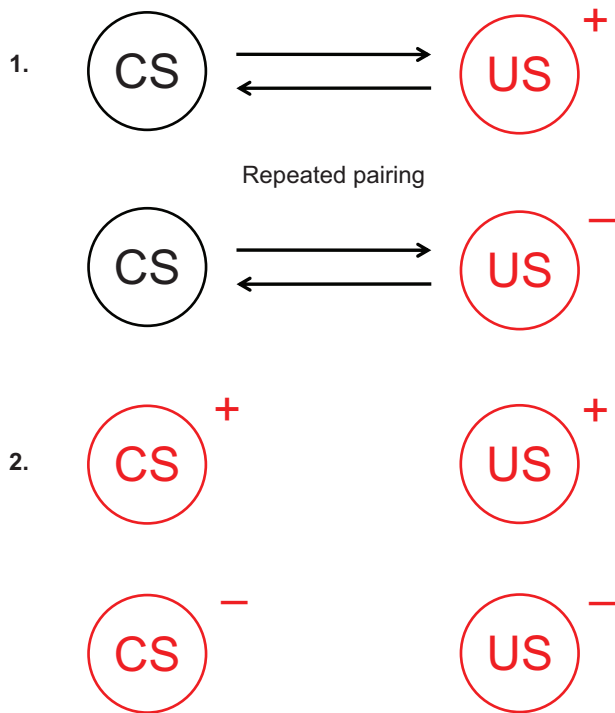 1. CS US +
Repeated pairing
CS US −
2. CS + US +
CS − US −